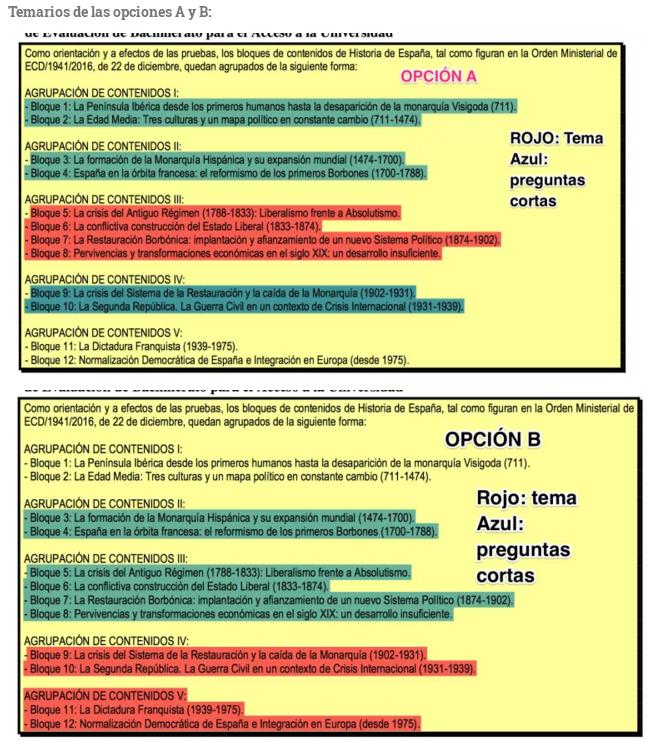 Temarios de las opciones A y B:
de Evaluación de Bachillerato para el Acceso a la Universidad
Como orientación y a efectos de las pruebas, los bloques de contenidos de Historia de España, tal como figuran en la Orden Ministerial de
ECD/1941/2016, de 22 de diciembre, quedan agrupados de la siguiente forma:
OPCIÓN A
AGRUPACIÓN DE CONTENIDOS I:
- Bloque 1: La Península Ibérica desde los primeros humanos hasta la desaparición de la monarquía Visigoda (711).
- Bloque 2: La Edad Media: Tres culturas y un mapa político en constante cambio (711-1474).
ROJO: Tema
Azul:
preguntas
cortas
AGRUPACIÓN DE CONTENIDOS II:
- Bloque 3: La formación de la Monarquía Hispánica y su expansión mundial (1474-1700).
- Bloque 4: España en la órbita francesa: el reformismo de los primeros Borbones (1700-1788).
AGRUPACIÓN DE CONTENIDOS III:
- Bloque 5: La crisis del Antiguo Régimen (1788-1833): Liberalismo frente a Absolutismo.
- Bloque 6: La conflictiva construcción del Estado Liberal (1833-1874).
- Bloque 7: La Restauración Borbónica: implantación y afianzamiento de un nuevo Sistema Político (1874-1902).
- Bloque 8: Pervivencias y transformaciones económicas en el siglo XIX: un desarrollo insuficiente.
AGRUPACIÓN DE CONTENIDOS IV:
- Bloque 9: La crisis del Sistema de la Restauración y la caída de la Monarquía (1902-1931).
- Bloque 10: La Segunda República. La Guerra Civil en un contexto de Crisis Internacional (1931-1939).
AGRUPACIÓN DE CONTENIDOS V:
- Bloque 11: La Dictadura Franquista (1939-1975).
- Bloque 12: Normalización Democrática de España e Integración en Europa (desde 1975).
de Evaluación de Bachillerato para el Acceso a la Universidad
Como orientación y a efectos de las pruebas, los bloques de contenidos de Historia de España, tal como figuran en la Orden Ministerial de
ECD/1941/2016, de 22 de diciembre, quedan agrupados de la siguiente forma:
OPCIÓN B
AGRUPACIÓN DE CONTENIDOS I:
- Bloque 1: La Península Ibérica desde los primeros humanos hasta la desaparición de la monarquía Visigoda (711).
- Bloque 2: La Edad Media: Tres culturas y un mapa político en constante cambio (711-1474).
Rojo: tema
Azul:
preguntas
cortas
AGRUPACIÓN DE CONTENIDOS II:
- Bloque 3: La formación de la Monarquía Hispánica y su expansión mundial (1474-1700).
- Bloque 4: España en la órbita francesa: el reformismo de los primeros Borbones (1700-1788).
AGRUPACIÓN DE CONTENIDOS III:
- Bloque 5: La crisis del Antiguo Régimen (1788-1833): Liberalismo frente a Absolutismo.
- Bloque 6: La conflictiva construcción del Estado Liberal (1833-1874).
- Bloque 7: La Restauración Borbónica: implantación y afianzamiento de un nuevo Sistema Político (1874-1902).
- Bloque 8: Pervivencias y transformaciones económicas en el siglo XIX: un desarrollo insuficiente.
AGRUPACIÓN DE CONTENIDOS IV:
- Bloque 9: La crisis del Sistema de la Restauración y la caída de la Monarquía (1902-1931).
- Bloque 10: La Segunda República. La Guerra Civil en un contexto de Crisis Internacional (1931-1939).
AGRUPACIÓN DE CONTENIDOS V:
- Bloque 11: La Dictadura Franquista (1939-1975).
- Bloque 12: Normalización Democrática de España e Integración en Europa (desde 1975).